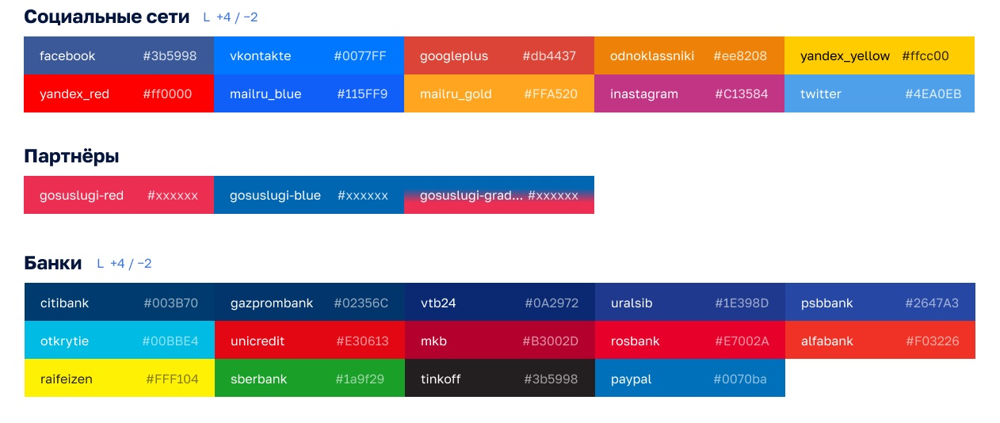 Социальные сети L +4 / −2
facebook #3b5998 vkontakte #0077FF googleplus #db4437 odnoklassniki #ee8208 yandex_yellow #ffcc00
yandex_red #ff0000 mailru_blue #115FF9 mailru_gold #FFA520 inastagram #C13584 twitter #4EA0EB
Партнёры
gosuslugi-red #xxxxxx gosuslugi-blue #xxxxxx gosuslugi-grad... #xxxxxx
Банки L +4 / −2
citibank #003B70 gazprombank #02356C vtb24 #0A2972 uralsib #1E398D psbbank #2647A3
otkrytie #00BBE4 unicredit #E30613 mkb #B3002D rosbank #E7002A alfabank #F03226
raifeizen #FFF104 sberbank #1a9f29 tinkoff #3b5998 paypal #0070ba